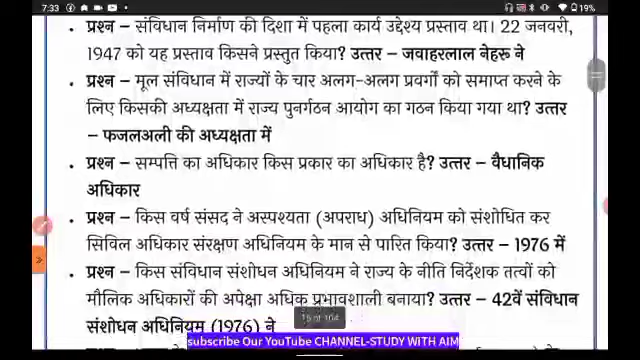 7:33
19%
• प्रश्न – संविधान निर्माण की दिशा में पहला कार्य उद्देश्य प्रस्ताव था। 22 जनवरी,
1947 को यह प्रस्ताव किसने प्रस्तुत किया? उत्तर – जवाहरलाल नेहरू ने
• प्रश्न – मूल संविधान में राज्यों के चार अलग-अलग प्रवर्गो को समाप्त करने के
लिए किसकी अध्यक्षता में राज्य पुनर्गठन आयोग का गठन किया गया था? उत्तर
– फजलअली की अध्यक्षता में
• प्रश्न – सम्पत्ति का अधिकार किस प्रकार का अधिकार है? उत्तर – वैधानिक
अधिकार
• प्रश्न – किस वर्ष संसद ने अस्पश्यता (अपराध) अधिनियम को संशोधित कर
सिविल अधिकार संरक्षण अधिनियम के मान से पारित किया? उत्तर – 1976 में
• प्रश्न – किस संविधान संशोधन अधिनियम ने राज्य के नीति निर्देशक तत्वों को
मौलिक अधिकारों की अपेक्षा अधिक प्रभावशाली बनाया? उत्तर – 42वें संविधान
संशोधन अधिनियम (1976) ने
15 of 104
subscribe Our YouTube CHANNEL-STUDY WITH AIM